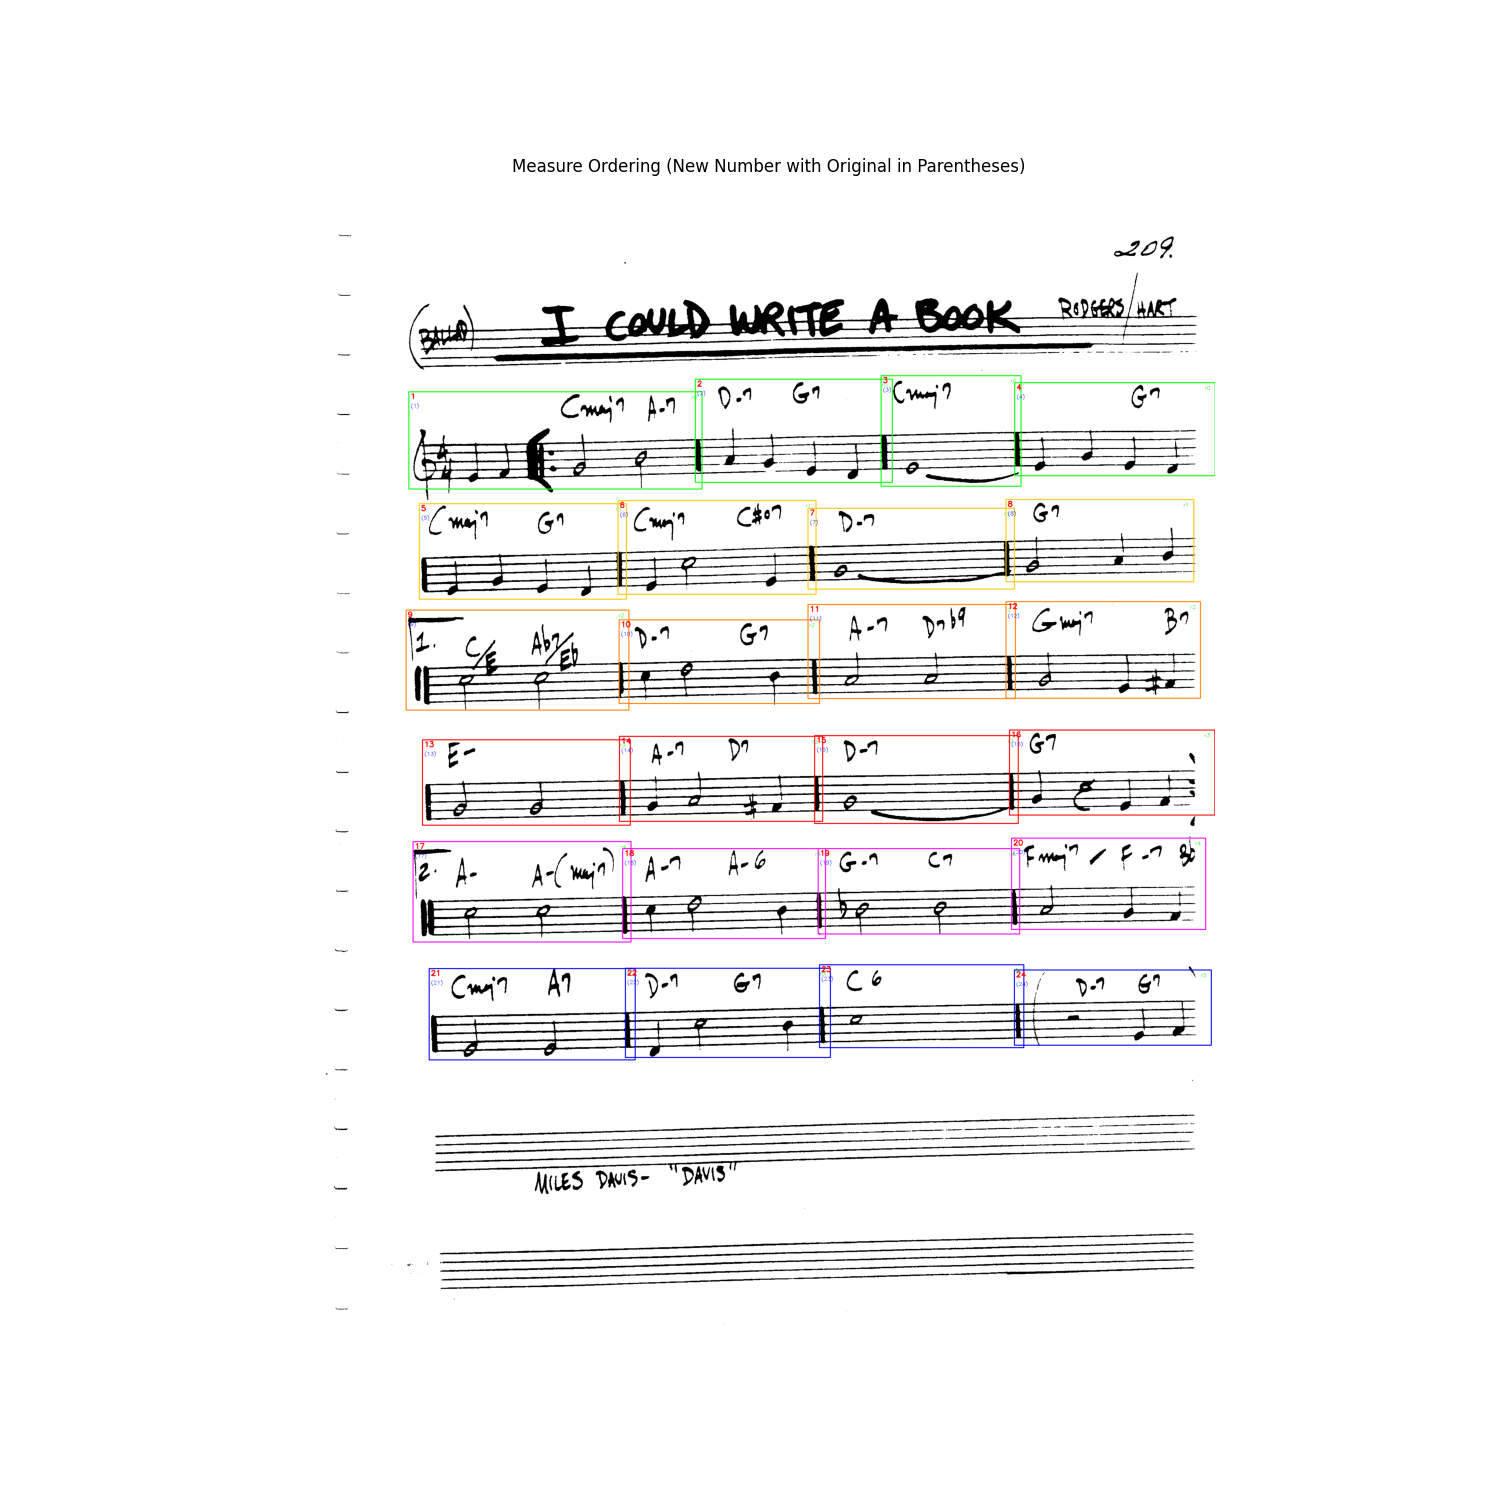 Measure Ordering (New Number with Original in Parentheses)
209.
(BALLAD) I COULD WRITE A BOOK RODGERS/HART
1 (1) Cmaj7 A-7 2 (2) D-7 G7 3 (3) Cmaj7 4 (4) G7
5 (5) Cmaj7 G7 6 (6) Cmaj7 C#o7 7 (7) D-7 8 (8) G7
9 1. C/E Ab7/Eb 10 (10) D-7 G7 11 (11) A-7 D7b9 12 (12) Gmaj7 B7
13 (13) E- 14 (14) A-7 D7 15 (15) D-7 16 (16) G7
17 (17) 2. A- A-(maj7) 18 (18) A-7 A-6 19 (19) G-7 C7 20 Fmaj7 / F-7 Bb
21 (21) Cmaj7 A7 22 (22) D-7 G7 23 (23) C6 24 (24) ( D-7 G7 )
MILES DAVIS- "DAVIS"